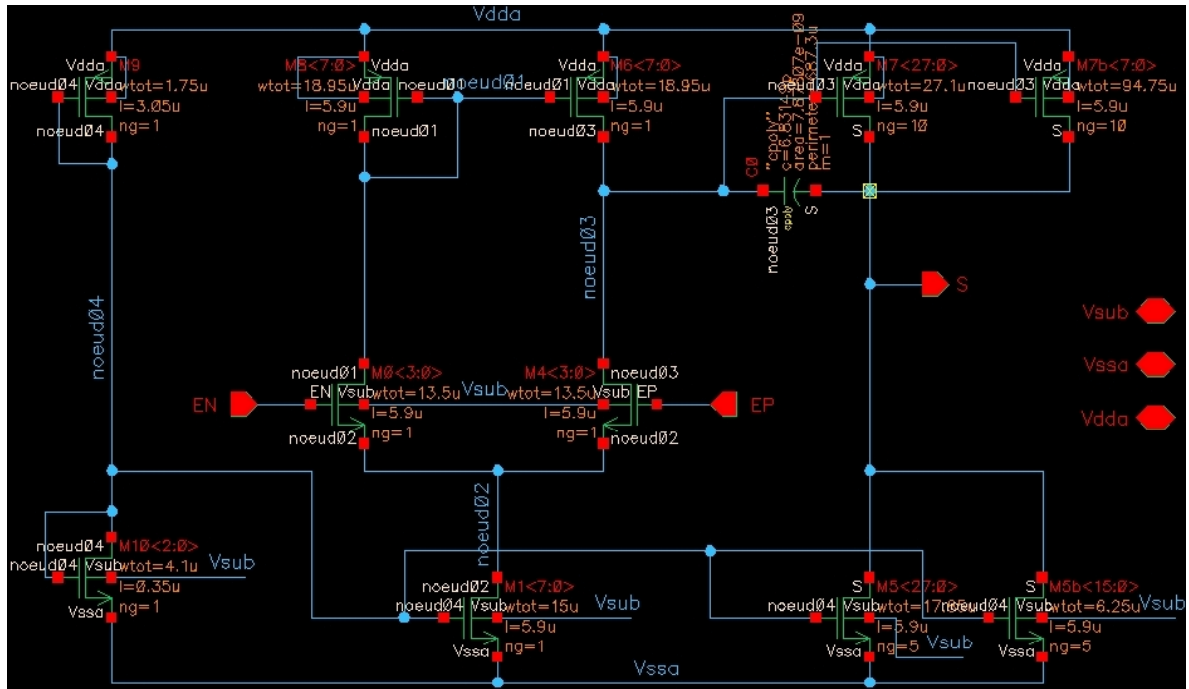 Vdda
Vdda
M9
noeud04
wtot=1.75u
l=3.05u
noeud04
ng=1
Vdda
M8<7:0>
wtot=18.95u
Vdda
l=5.9u
ng=1
noeud01
noeud01
Vdda
M6<7:0>
wtot=18.95u
l=5.9u
noeud03
ng=1
"cpoly"
perimeter
m=1
C0
noeud03
cpoly
S
Vdda
M7<27:0>
noeud03
wtot=27.1u
l=5.9u
S
ng=10
Vdda
M7b<7:0>
noeud03
wtot=94.75u
l=5.9u
S
ng=10
noeud04
noeud03
S
Vsub
Vssa
Vdda
noeud01
M0<3:0>
EN
EN
Vsub
wtot=13.5u
l=5.9u
noeud02
ng=1
Vsub
M4<3:0>
noeud03
wtot=13.5u
Vsub
EP
EP
l=5.9u
noeud02
ng=1
noeud02
noeud04
M10<2:0>
noeud04
Vsub
Vsub
wtot=4.1u
l=0.35u
Vssa
ng=1
noeud02
M1<7:0>
noeud04
Vsub
wtot=15u
Vsub
l=5.9u
Vssa
ng=1
S
M5<27:0>
noeud04
Vsub
l=5.9u
Vsub
Vssa
ng=5
S
M5b<15:0>
noeud04
Vsub
wtot=6.25u
Vsub
l=5.9u
Vssa
ng=5
Vssa